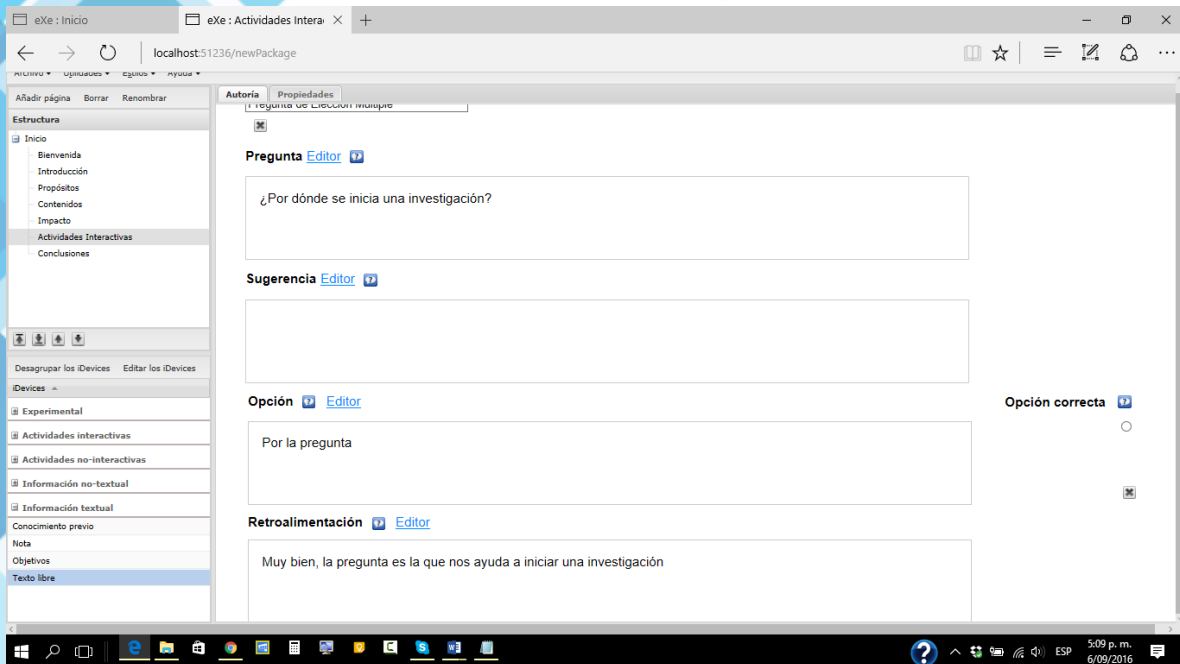 eXe : Inicio
eXe : Actividades Intera
localhost:51236/newPackage
Archivo Utilidades Estilos Ayuda
Añadir página Borrar Renombrar
Autoría Propiedades
Pregunta de Elección Múltiple
Estructura
Inicio
Bienvenida
Introducción
Propósitos
Contenidos
Impacto
Actividades Interactivas
Conclusiones
Pregunta Editor
¿Por dónde se inicia una investigación?
Sugerencia Editor
Desagrupar los iDevices Editar los iDevices
iDevices
Experimental
Actividades interactivas
Actividades no-interactivas
Información no-textual
Información textual
Conocimiento previo
Nota
Objetivos
Texto libre
Opción Editor
Opción correcta
Por la pregunta
Retroalimentación Editor
Muy bien, la pregunta es la que nos ayuda a iniciar una investigación
ESP
5:09 p. m.
6/09/2016